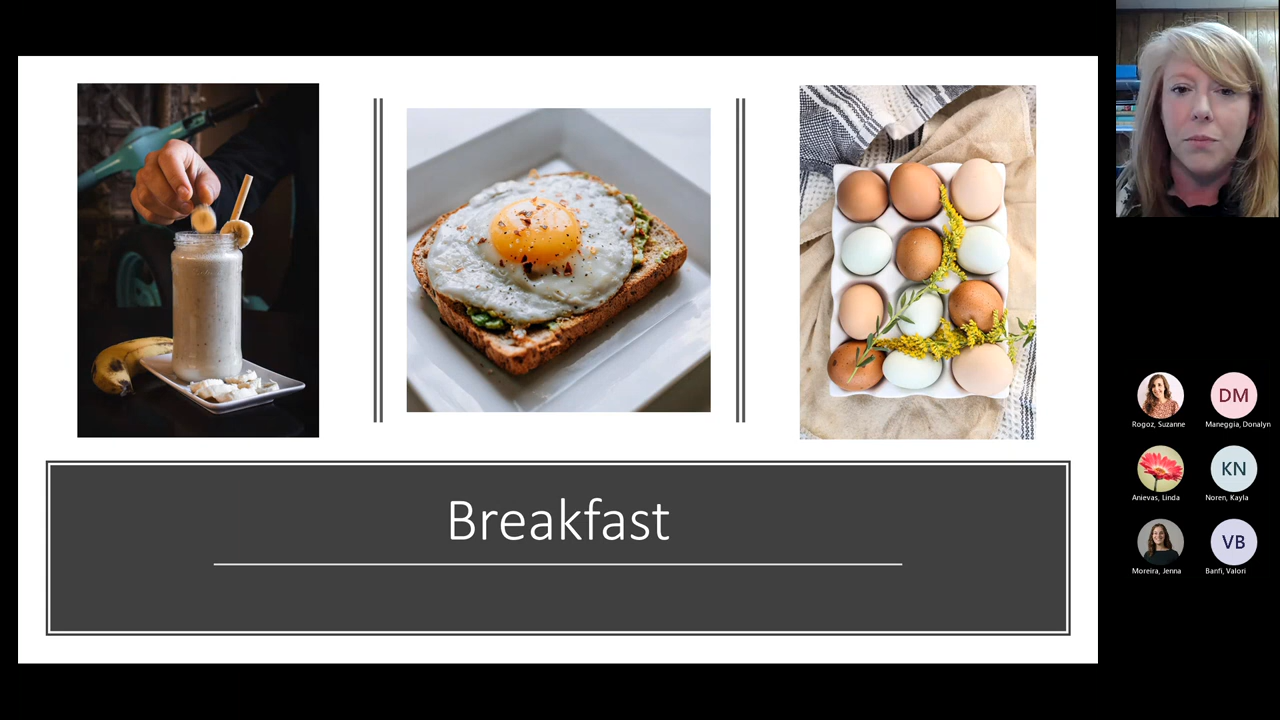 Breakfast
Rogoz, Suzanne
DM
Maneggia, Donalyn
Anievas, Linda
KN
Noren, Kayla
Moreira, Jenna
VB
Banfi, Valori